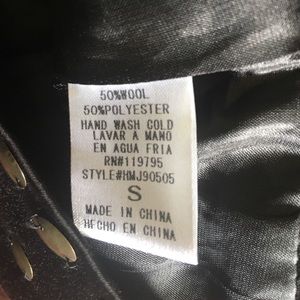 50%WOOL
50%POLYESTER
HAND WASH COLD
LAVAR A MANO
EN AGUA FRIA
RN#119795
STYLE#HMJ90505
S
MADE IN CHINA
HFCHO EN CHINA